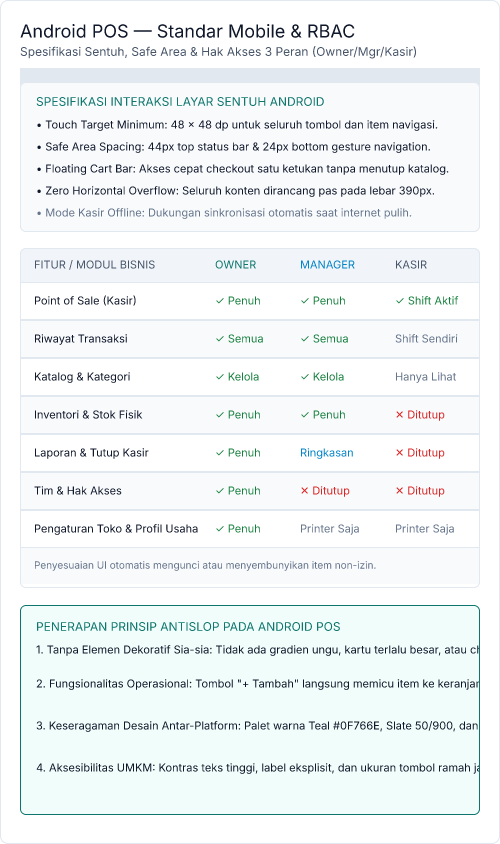 Android POS — Standar Mobile & RBAC
Spesifikasi Sentuh, Safe Area & Hak Akses 3 Peran (Owner/Mgr/Kasir)
SPESIFIKASI INTERAKSI LAYAR SENTUH ANDROID
• Touch Target Minimum: 48 × 48 dp untuk seluruh tombol dan item navigasi.
• Safe Area Spacing: 44px top status bar & 24px bottom gesture navigation.
• Floating Cart Bar: Akses cepat checkout satu ketukan tanpa menutup katalog.
• Zero Horizontal Overflow: Seluruh konten dirancang pas pada lebar 390px.
• Mode Kasir Offline: Dukungan sinkronisasi otomatis saat internet pulih.
FITUR / MODUL BISNIS OWNER MANAGER KASIR
Point of Sale (Kasir) ✓ Penuh ✓ Penuh ✓ Shift Aktif
Riwayat Transaksi ✓ Semua ✓ Semua Shift Sendiri
Katalog & Kategori ✓ Kelola ✓ Kelola Hanya Lihat
Inventori & Stok Fisik ✓ Penuh ✓ Penuh ✕ Ditutup
Laporan & Tutup Kasir ✓ Penuh Ringkasan ✕ Ditutup
Tim & Hak Akses ✓ Penuh ✕ Ditutup ✕ Ditutup
Pengaturan Toko & Profil Usaha ✓ Penuh Printer Saja Printer Saja
Penyesuaian UI otomatis mengunci atau menyembunyikan item non-izin.
PENERAPAN PRINSIP ANTISLOP PADA ANDROID POS
1. Tanpa Elemen Dekoratif Sia-sia: Tidak ada gradien ungu, kartu terlalu besar, atau
2. Fungsionalitas Operasional: Tombol "+ Tambah" langsung memicu item ke keranjan
3. Keseragaman Desain Antar-Platform: Palet warna Teal #0F766E, Slate 50/900, dan
4. Aksesibilitas UMKM: Kontras teks tinggi, label eksplisit, dan ukuran tombol ramah